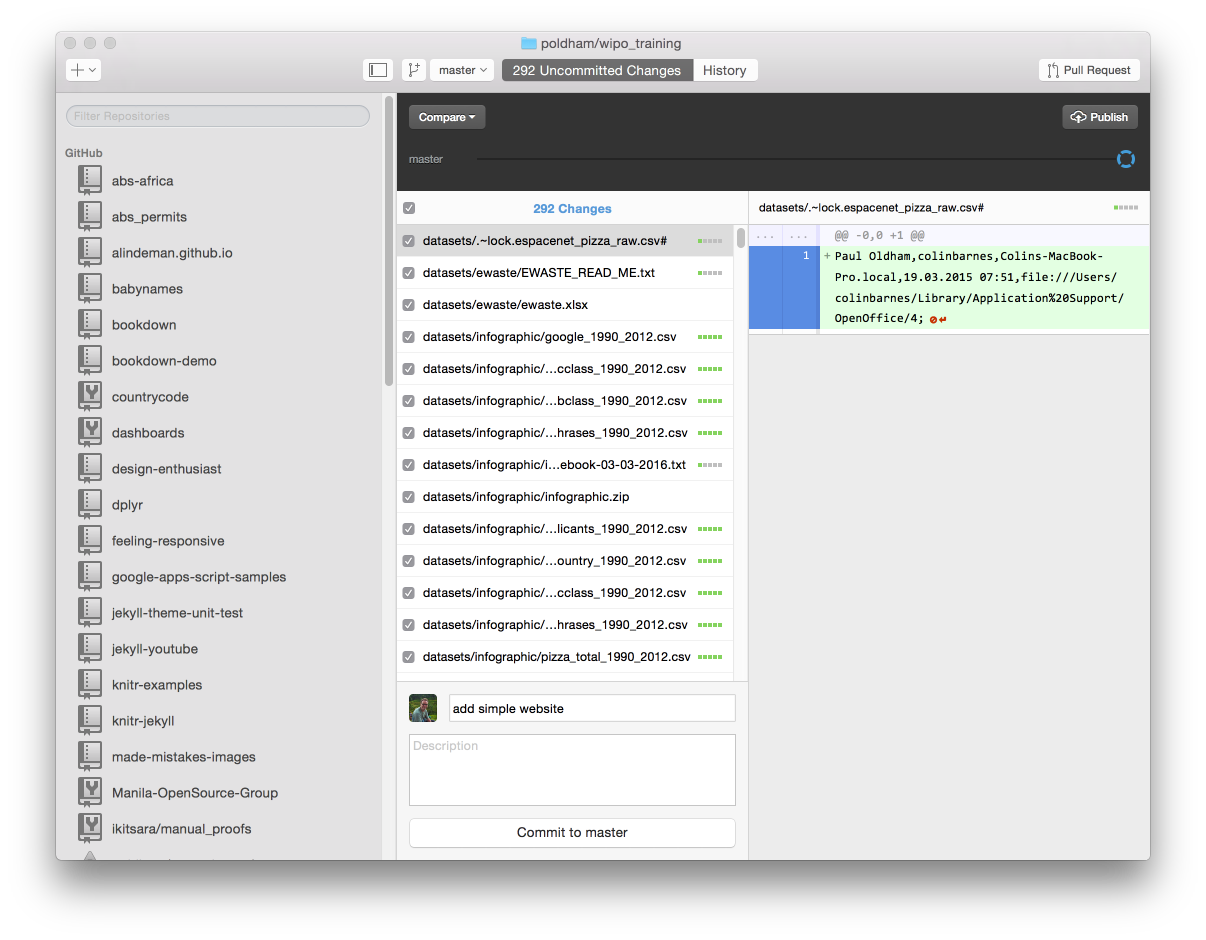 poldham/wipo_training
master
292 Uncommitted Changes
History
Pull Request
Filter Repositories
GitHub
abs-africa
abs_permits
alindeman.github.io
babynames
bookdown
bookdown-demo
countrycode
dashboards
design-enthusiast
dplyr
feeling-responsive
google-apps-script-samples
jekyll-theme-unit-test
jekyll-youtube
knitr-examples
knitr-jekyll
made-mistakes-images
Manila-OpenSource-Group
ikitsara/manual_proofs
Compare
Publish
master
292 Changes
datasets/.~lock.espacenet_pizza_raw.csv#
datasets/ewaste/EWASTE_READ_ME.txt
datasets/ewaste/ewaste.xlsx
datasets/infographic/google_1990_2012.csv
datasets/infographic/...cclass_1990_2012.csv
datasets/infographic/...bclass_1990_2012.csv
datasets/infographic/...hrases_1990_2012.csv
datasets/infographic/i...ebook-03-03-2016.txt
datasets/infographic/infographic.zip
datasets/infographic/...licants_1990_2012.csv
datasets/infographic/...ountry_1990_2012.csv
datasets/infographic/...cclass_1990_2012.csv
datasets/infographic/...hrases_1990_2012.csv
datasets/infographic/pizza_total_1990_2012.csv
add simple website
Description
Commit to master
datasets/.~lock.espacenet_pizza_raw.csv#
... ... @@ -0,0 +1 @@
1 + Paul Oldham,colinbarnes,Colins-MacBook-
Pro.local,19.03.2015 07:51,file:///Users/
colinbarnes/Library/Application%20Support/
OpenOffice/4;